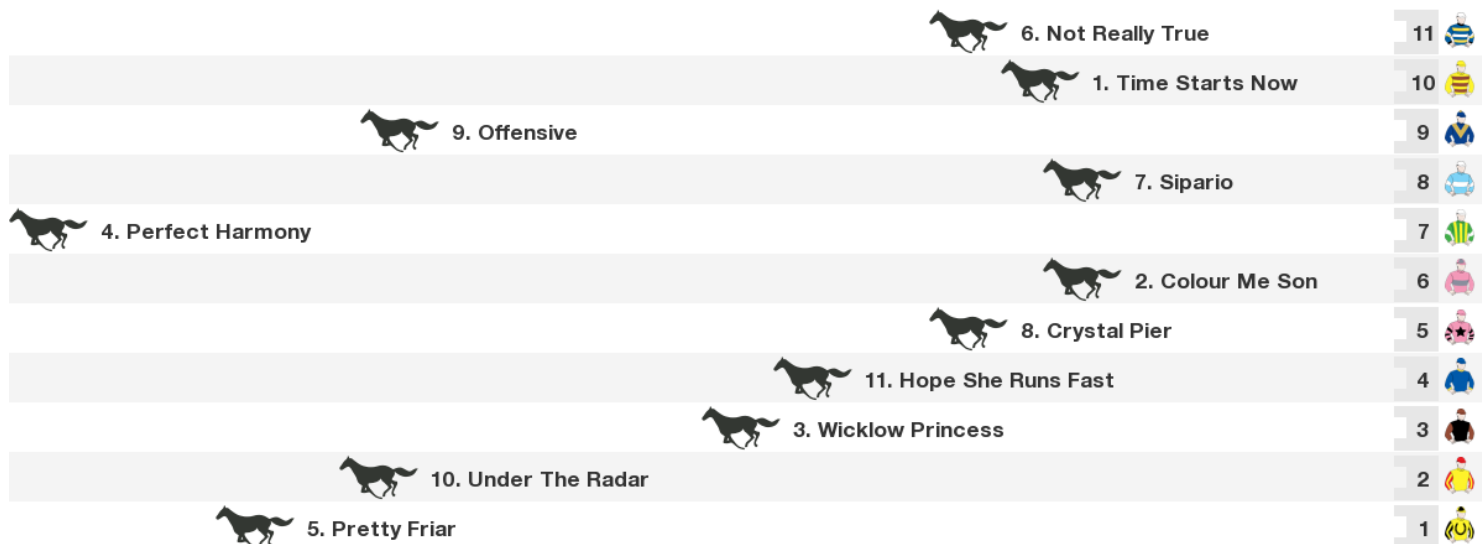 6. Not Really True 11
1. Time Starts Now 10
9. Offensive 9
7. Sipario 8
4. Perfect Harmony 7
2. Colour Me Son 6
8. Crystal Pier 5
11. Hope She Runs Fast 4
3. Wicklow Princess 3
10. Under The Radar 2
5. Pretty Friar 1